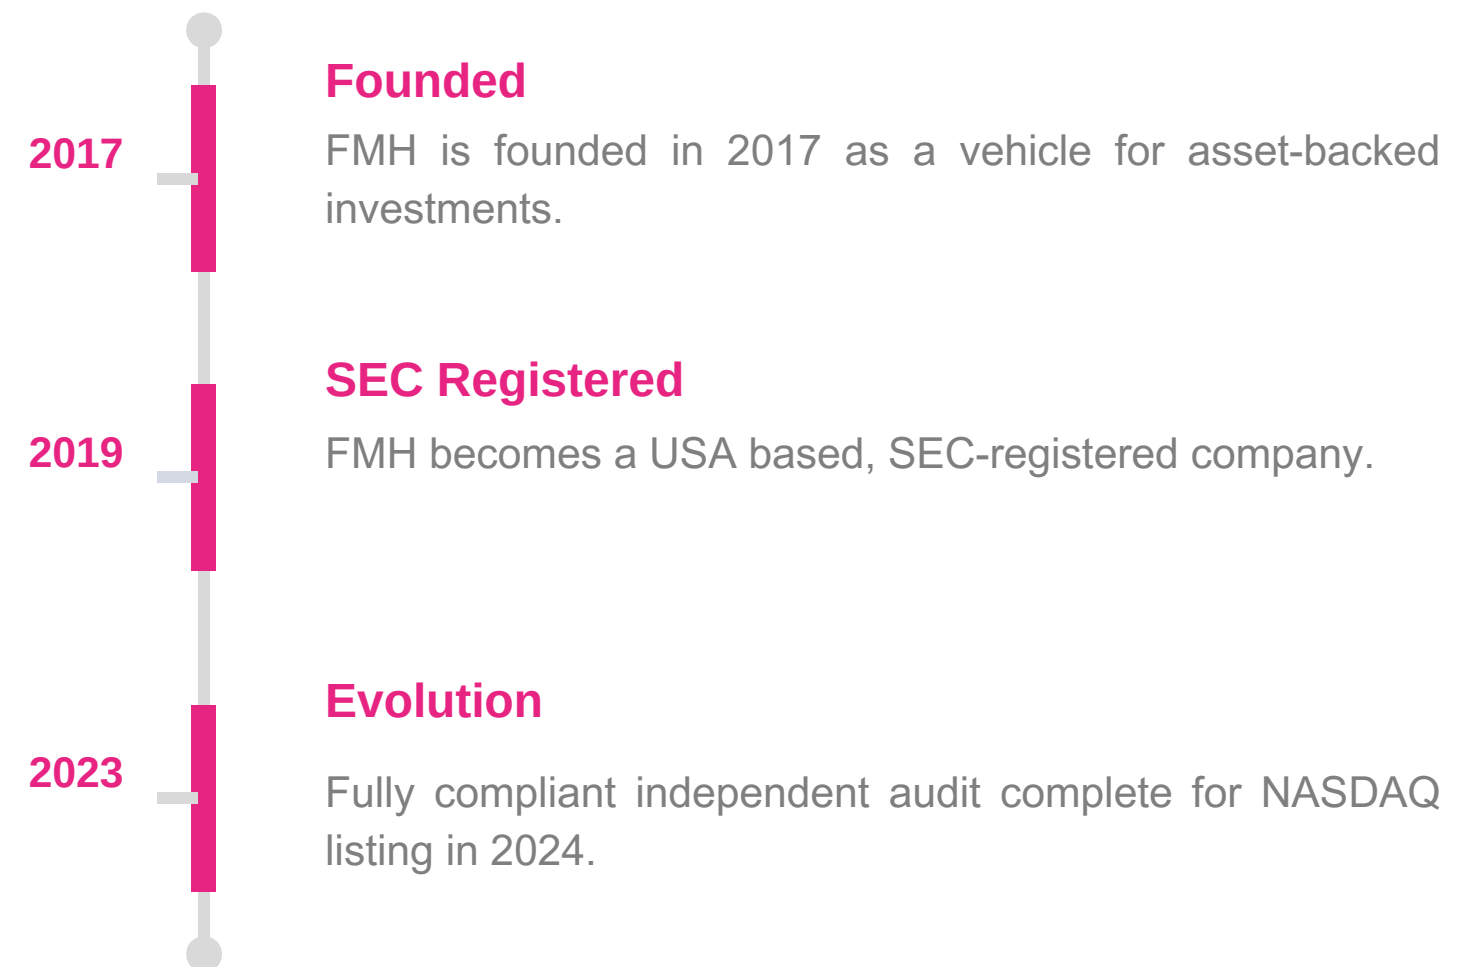 Founded
2017
FMH is founded in 2017 as a vehicle for asset-backed
investments.
SEC Registered
2019
FMH becomes a USA based, SEC-registered company.
Evolution
2023
Fully compliant independent audit complete for NASDAQ
listing in 2024.